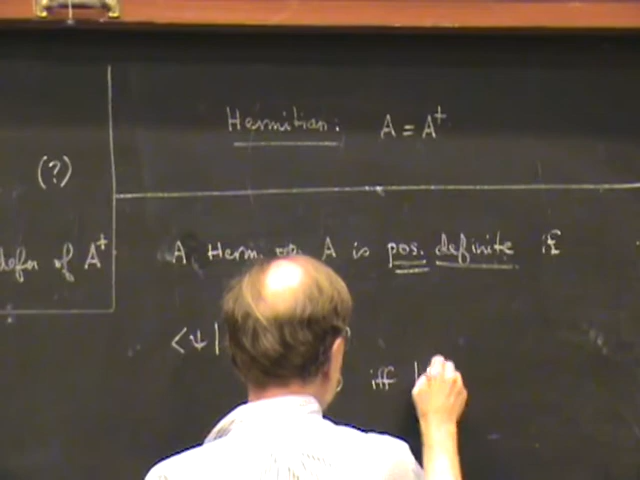 Hermitian: A = A†
(?)
defn of A†
A Herm. op. A is pos. definite if
<ψ|
iff |